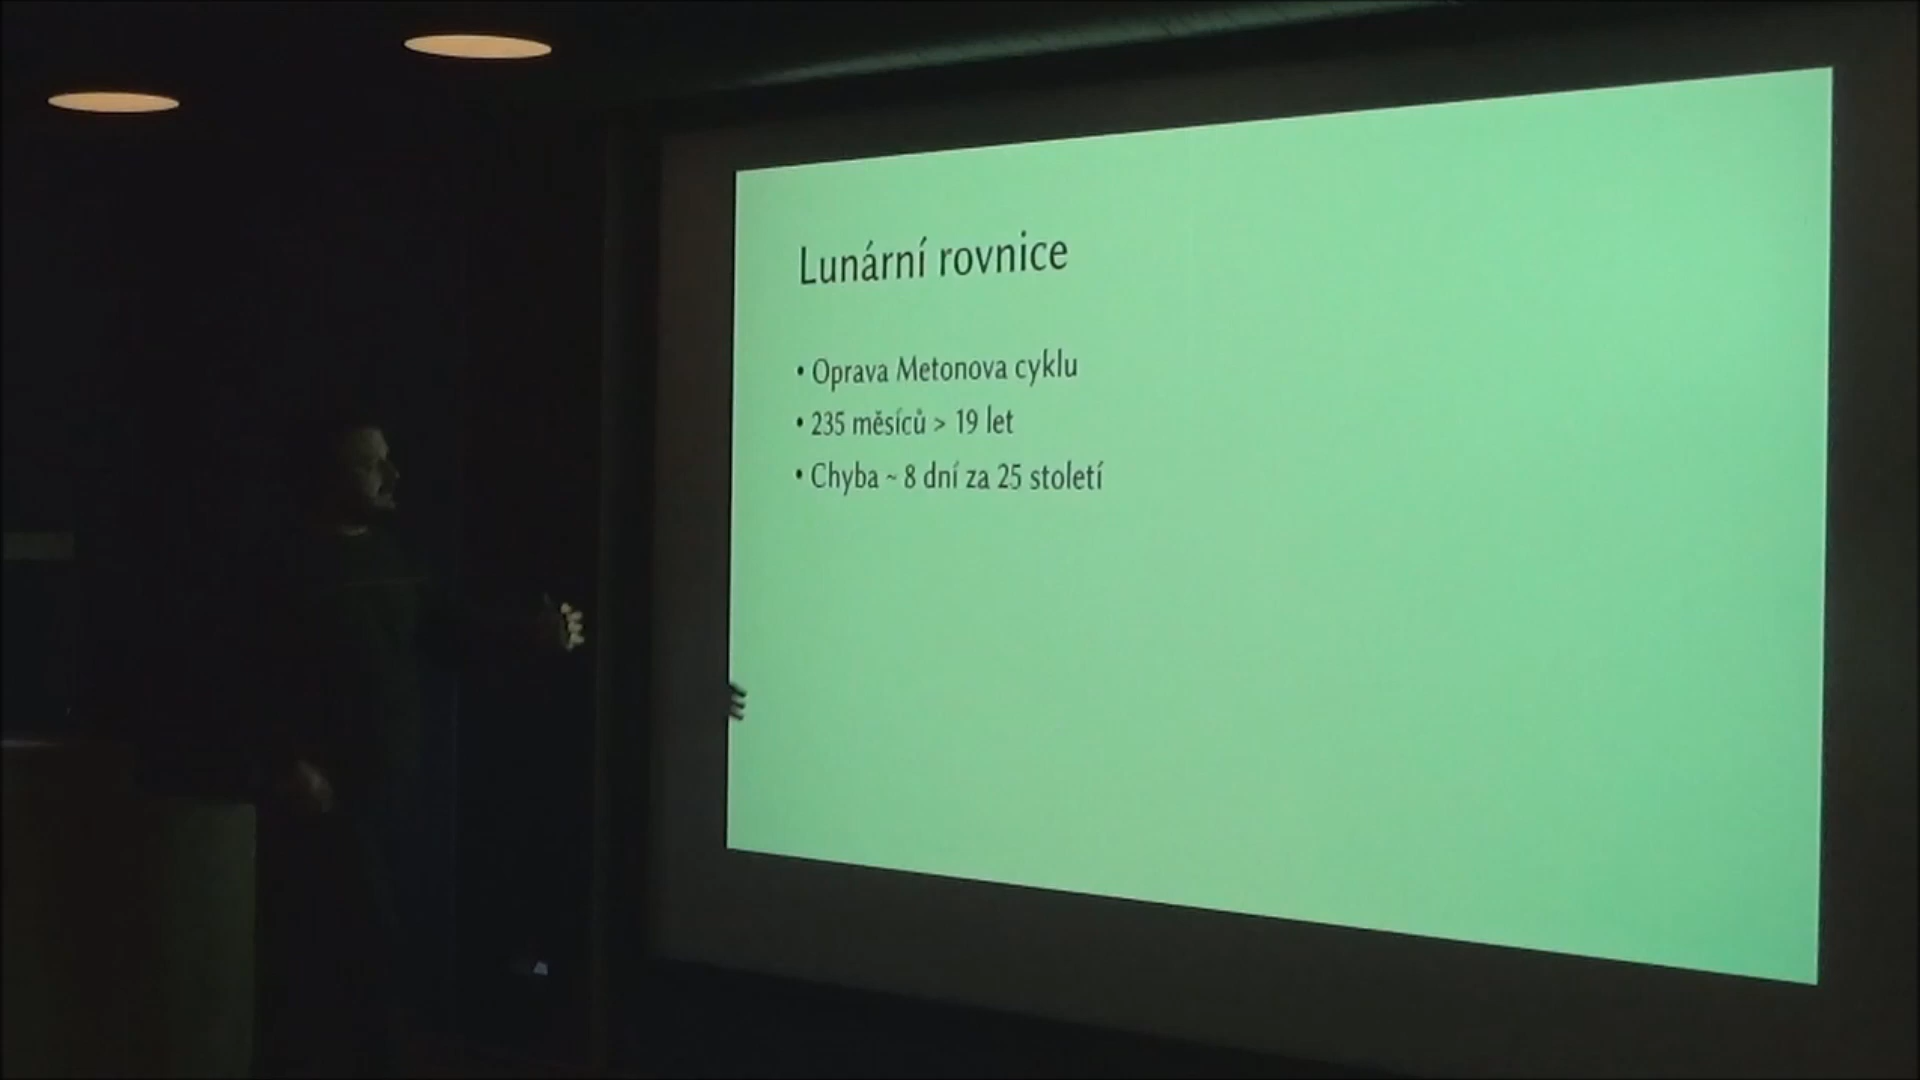 Lunární rovnice
• Oprava Metonova cyklu
• 235 měsíců > 19 let
• Chyba ~ 8 dní za 25 století